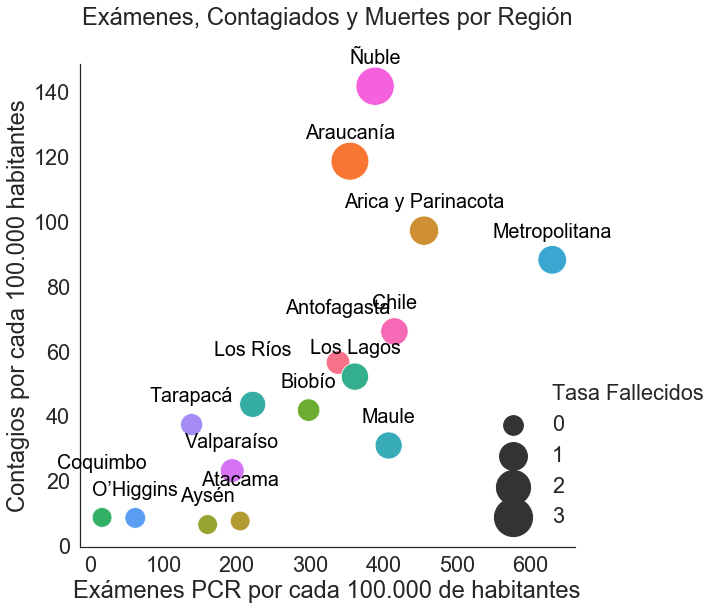 Exámenes, Contagiados y Muertes por Región
Contagios por cada 100.000 habitantes
140
120
100
80
60
40
20
0
Ñuble
Araucanía
Arica y Parinacota
Metropolitana
Chile
Antofagasta
Los Lagos
Los Ríos
Biobío
Tarapacá
Maule
Valparaíso
Coquimbo
Atacama
O’Higgins
Aysén
Tasa Fallecidos
0
1
2
3
0 100 200 300 400 500 600
Exámenes PCR por cada 100.000 de habitantes